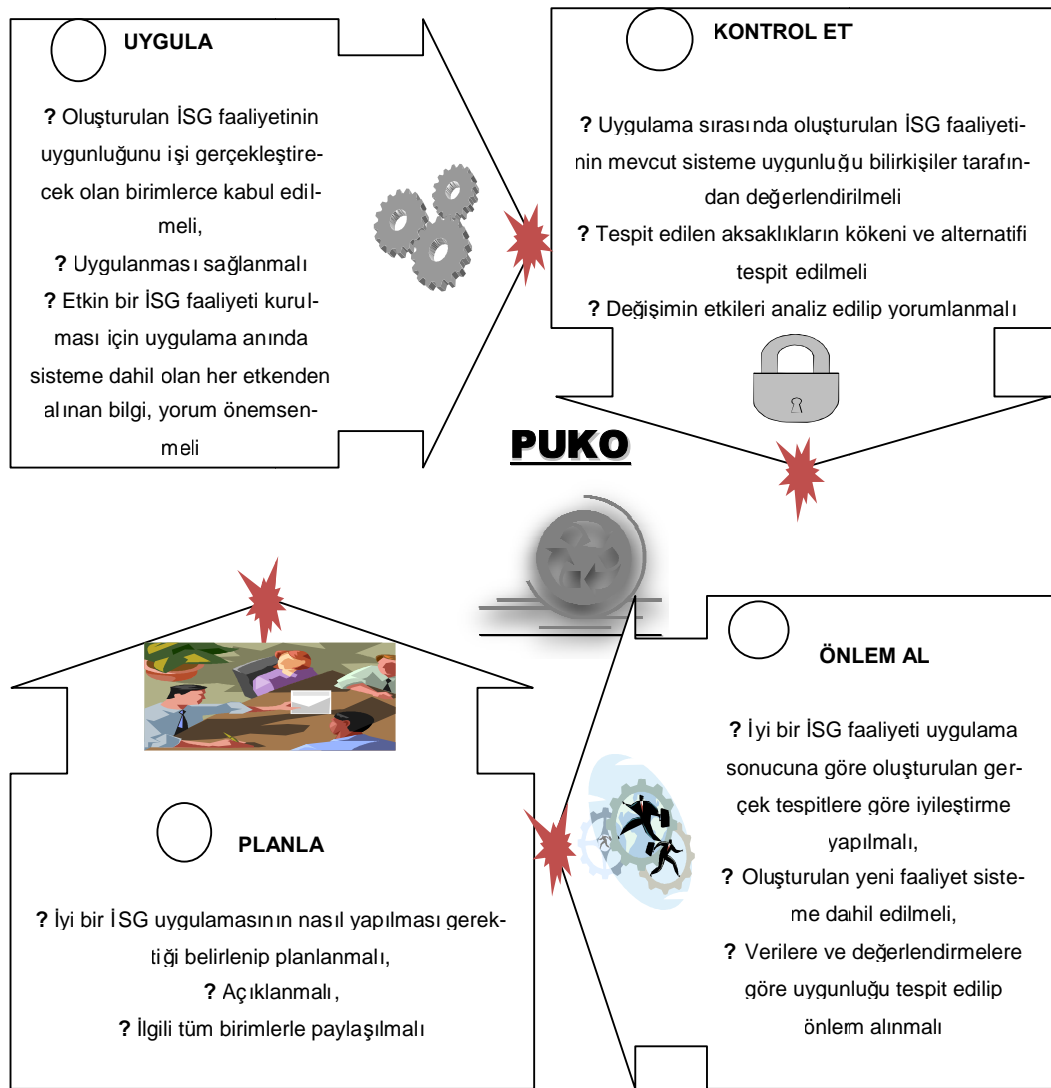 UYGULA
? Oluşturulan İSG faaliyetinin
uygunluğunu işi gerçekleştire-
cek olan birimlerce kabul edil-
meli,
? Uygulanması sağlanmalı
? Etkin bir İSG faaliyeti kurul-
ması için uygulama anında
sisteme dahil olan her etkenden
alınan bilgi, yorum önemsen-
meli
KONTROL ET
? Uygulama sırasında oluşturulan İSG faaliyeti-
nin mevcut sisteme uygunluğu bilirkişiler tarafın-
dan değerlendirilmeli
? Tespit edilen aksaklıkların kökeni ve alternatifi
tespit edilmeli
? Değişimin etkileri analiz edilip yorumlanmalı
PUKO
PLANLA
? İyi bir İSG uygulamasının nasıl yapılması gerek-
tiği belirlenip planlanmalı,
? Açıklanmalı,
? İlgili tüm birimlerle paylaşılmalı
ÖNLEM AL
? İyi bir İSG faaliyeti uygulama
sonucuna göre oluşturulan ger-
çek tespitlere göre iyileştirme
yapılmalı,
? Oluşturulan yeni faaliyet siste-
me dahil edilmeli,
? Verilere ve değerlendirmelere
göre uygunluğu tespit edilip
önlem alınmalı